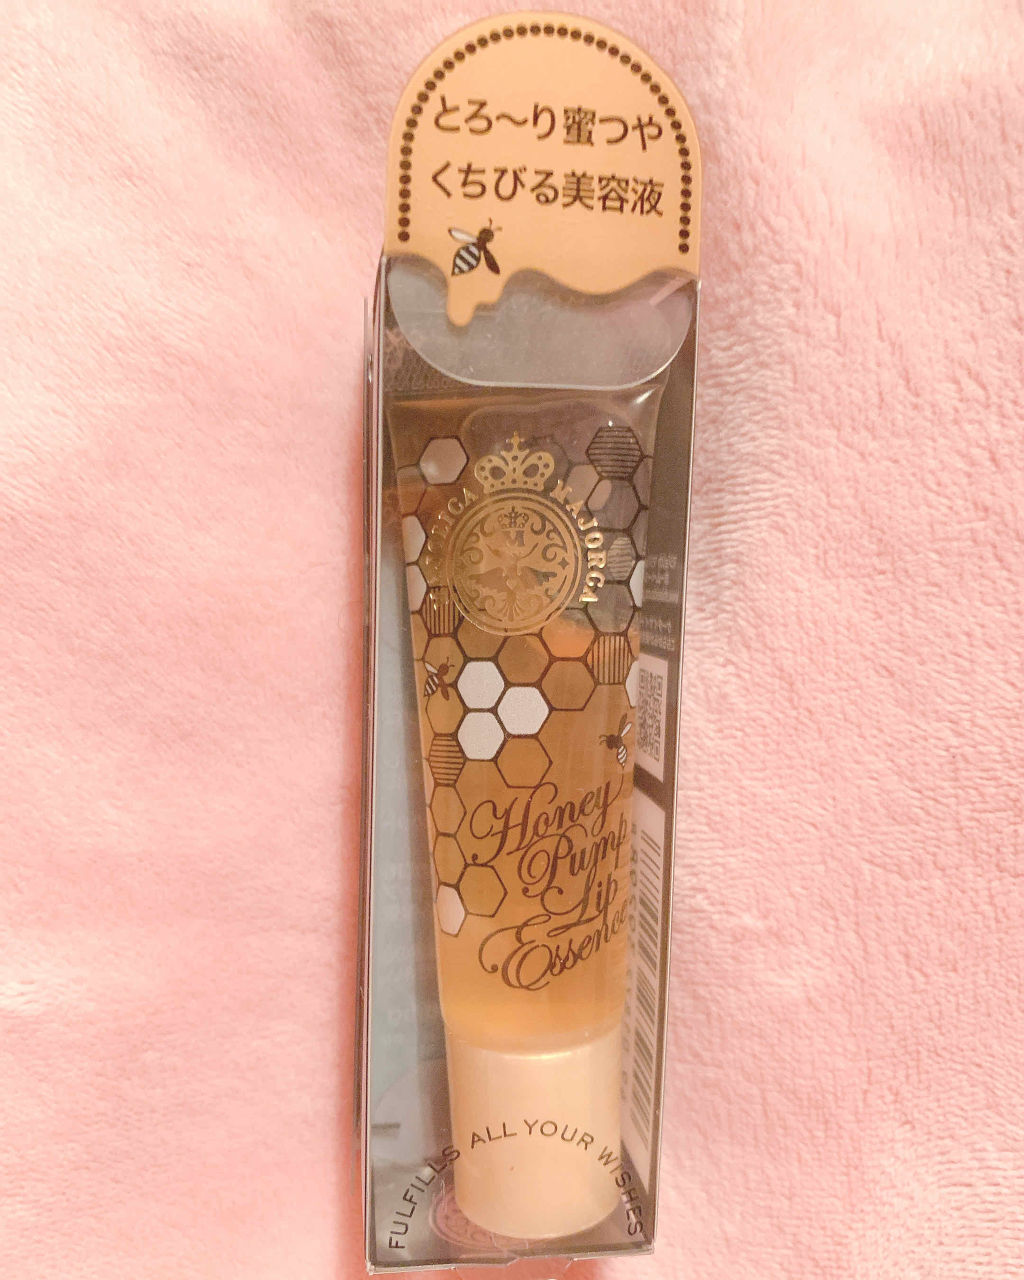 とろ〜り蜜つや
くちびる美容液
MAJOLICA MAJORCA
Honey
Pump
Lip
Essence
FULFILLS ALL YOUR WISHES